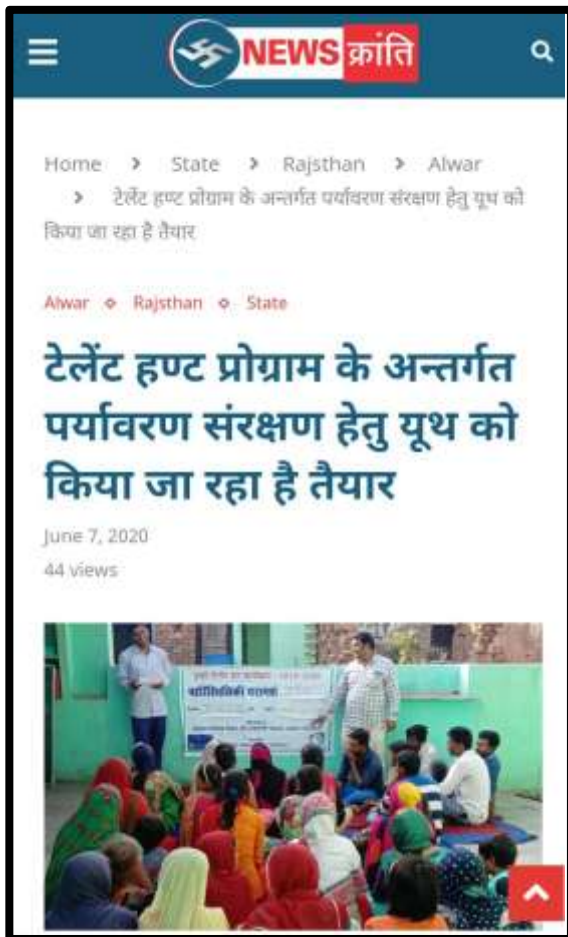 NEWS क्रांति
Home > State > Rajsthan > Alwar
> टेलेंट हण्ट प्रोग्राम के अन्तर्गत पर्यावरण संरक्षण हेतु यूथ को
किया जा रहा है तैयार
Alwar ⋄ Rajsthan ⋄ State
टेलेंट हण्ट प्रोग्राम के अन्तर्गत
पर्यावरण संरक्षण हेतु यूथ को
किया जा रहा है तैयार
June 7, 2020
44 views